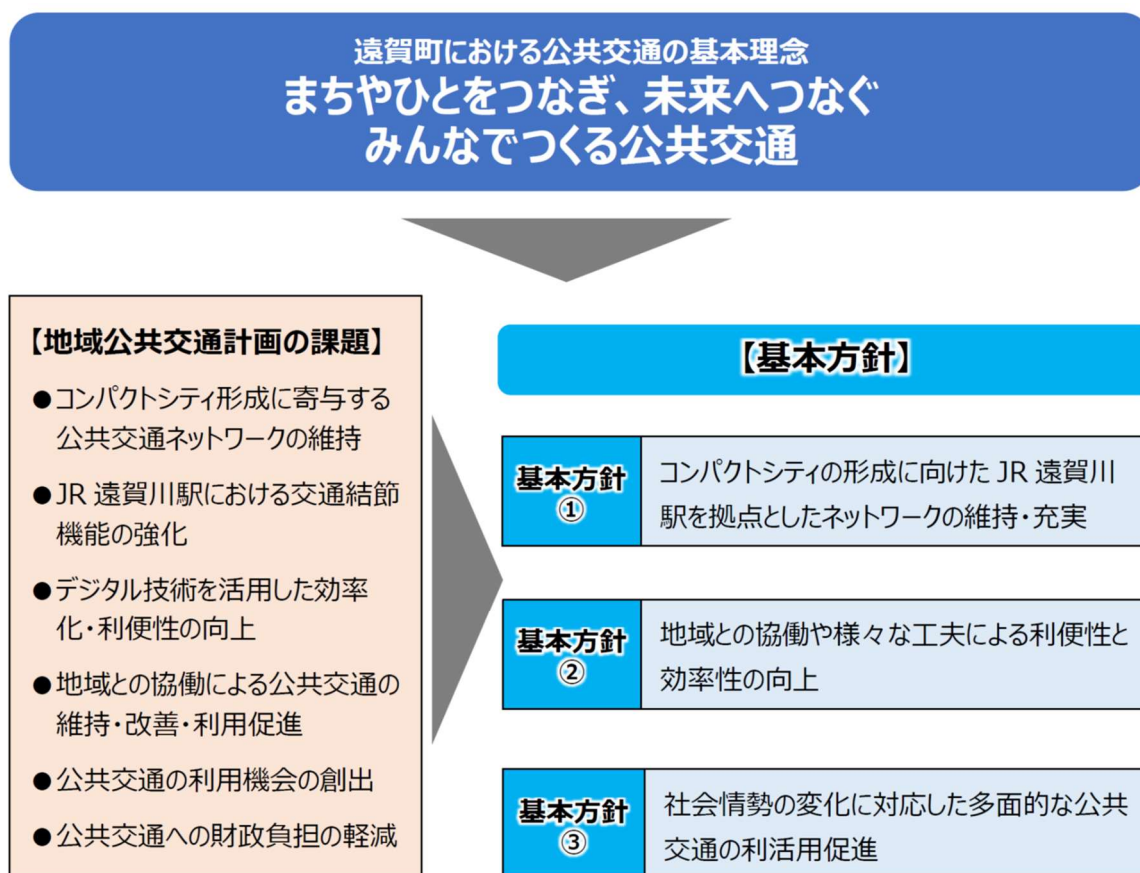 遠賀町における公共交通の基本理念
まちやひとをつなぎ、未来へつなぐ
みんなでつくる公共交通
【地域公共交通計画の課題】
●コンパクトシティ形成に寄与する
公共交通ネットワークの維持
●JR 遠賀川駅における交通結節
機能の強化
●デジタル技術を活用した効率
化・利便性の向上
●地域との協働による公共交通の
維持・改善・利用促進
●公共交通の利用機会の創出
●公共交通への財政負担の軽減
【基本方針】
基本方針
①
コンパクトシティの形成に向けた JR 遠賀川
駅を拠点としたネットワークの維持・充実
基本方針
②
地域との協働や様々な工夫による利便性と
効率性の向上
基本方針
③
社会情勢の変化に対応した多面的な公共
交通の利活用促進